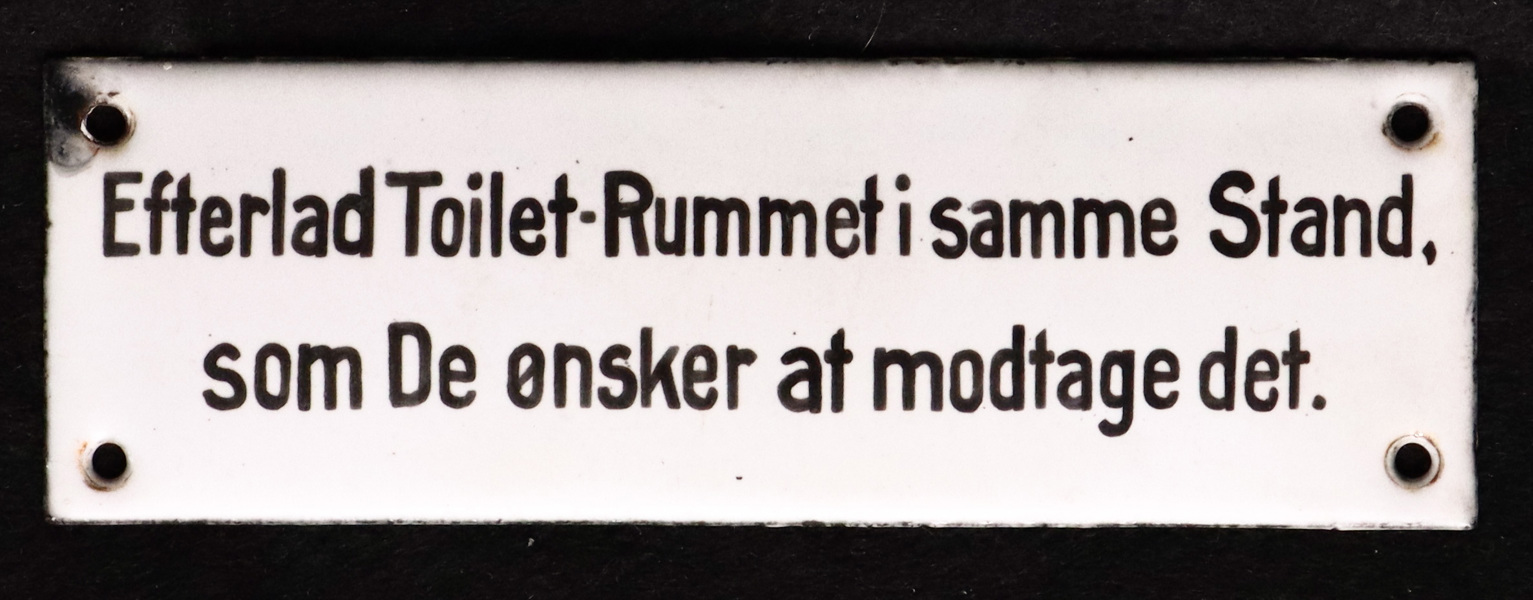 Efterlad Toilet-Rummet i samme Stand,
som De ønsker at modtage det.